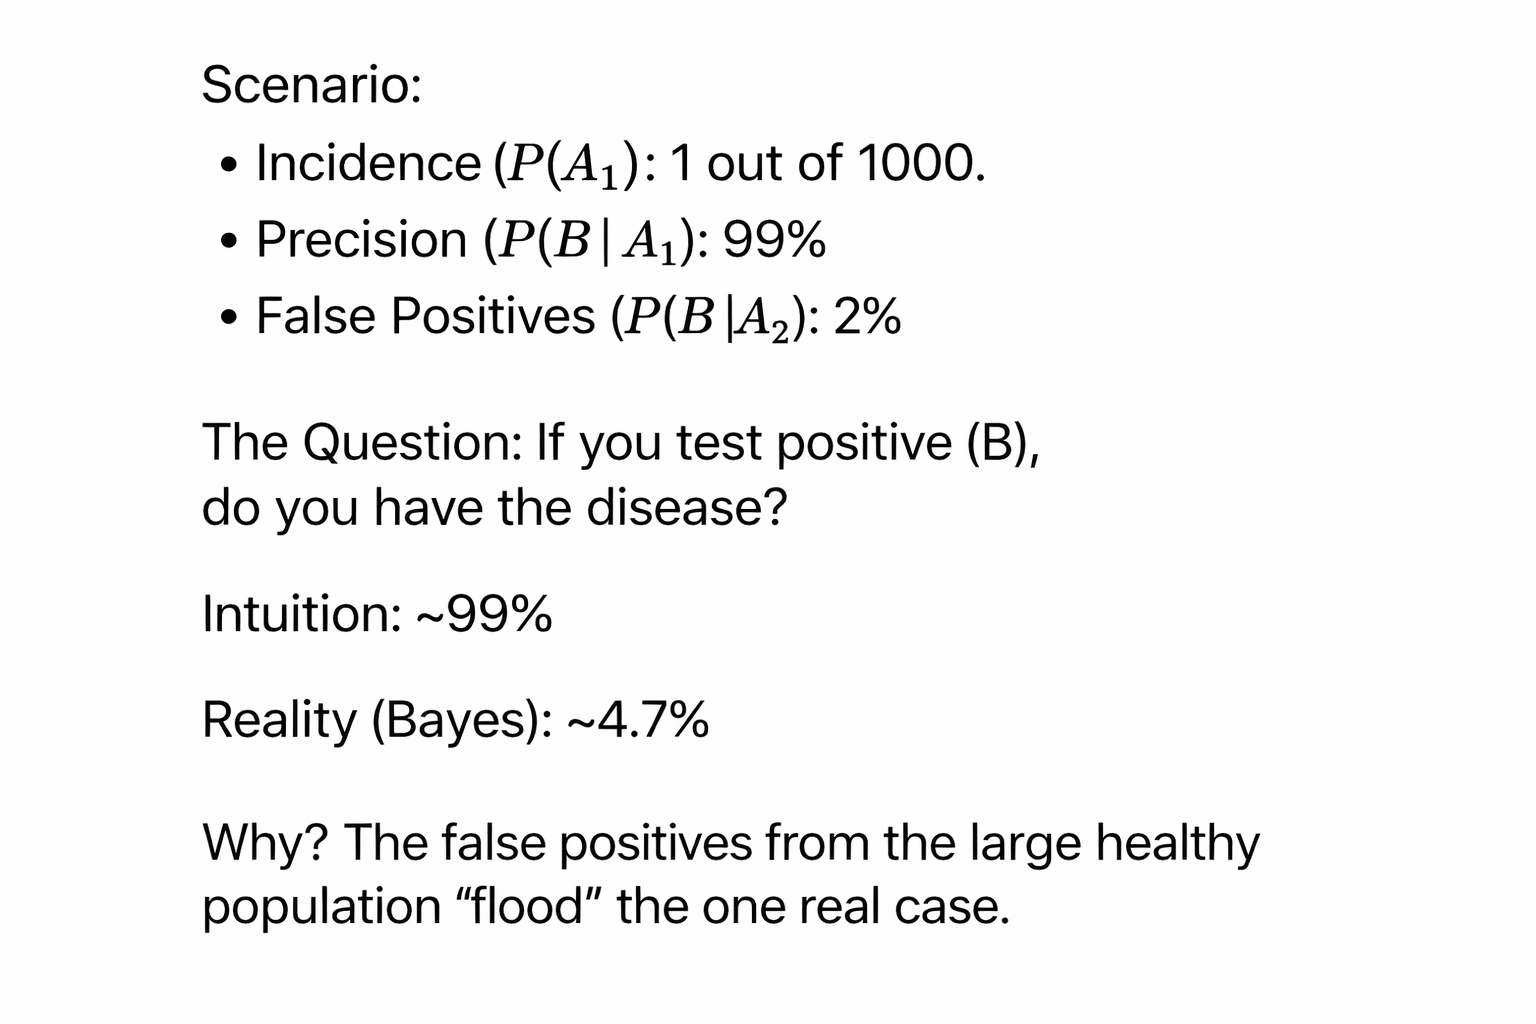 Scenario:
• Incidence (P(A₁): 1 out of 1000.
• Precision (P(B | A₁): 99%
• False Positives (P(B |A₂): 2%
The Question: If you test positive (B),
do you have the disease?
Intuition: ~99%
Reality (Bayes): ~4.7%
Why? The false positives from the large healthy
population “flood” the one real case.